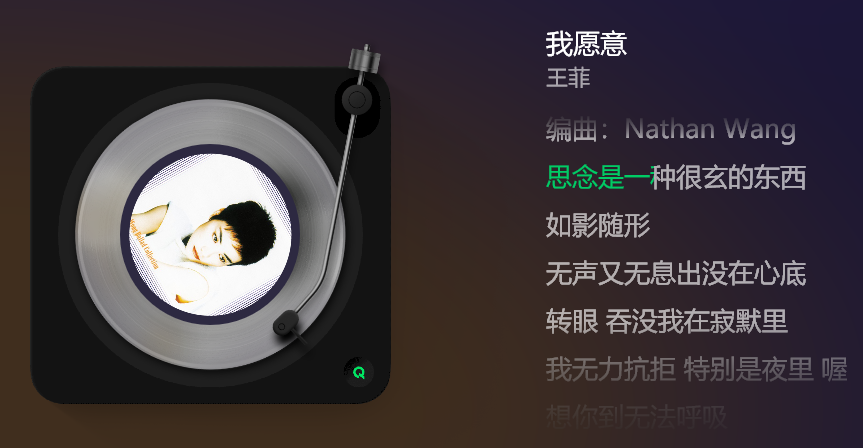 我愿意
王菲
编曲：Nathan Wang
思念是一种很玄的东西
如影随形
无声又无息出没在心底
转眼 吞没我在寂默里
我无力抗拒 特别是夜里 喔
想你到无法呼吸